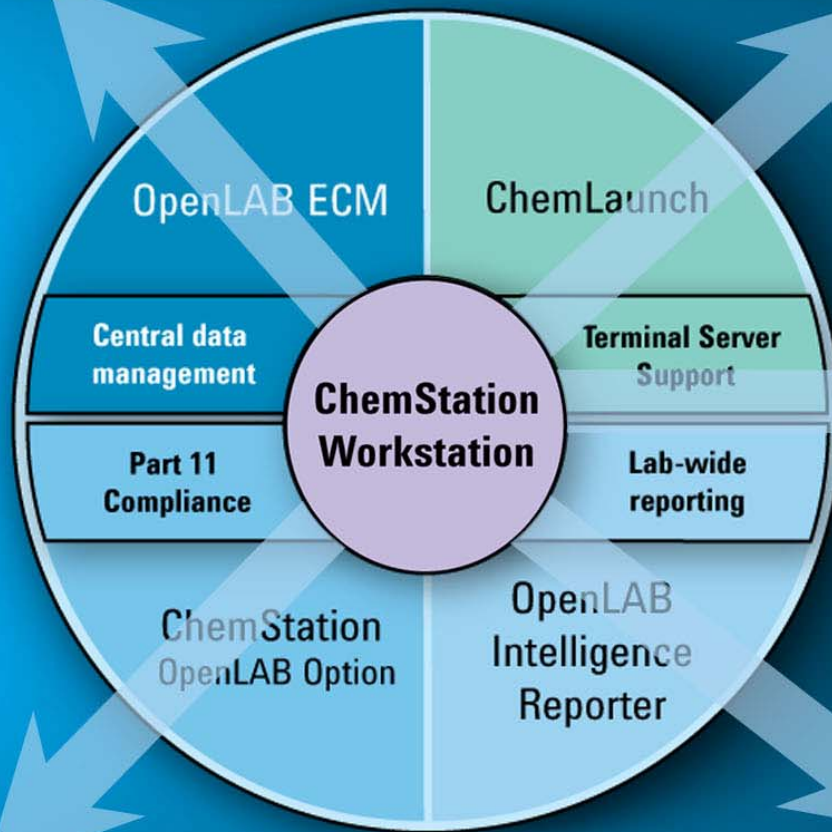 OpenLAB ECM
ChemLaunch
Central data
management
Terminal Server
Support
ChemStation
Workstation
Part 11
Compliance
Lab-wide
reporting
ChemStation
OpenLAB Option
OpenLAB
Intelligence
Reporter